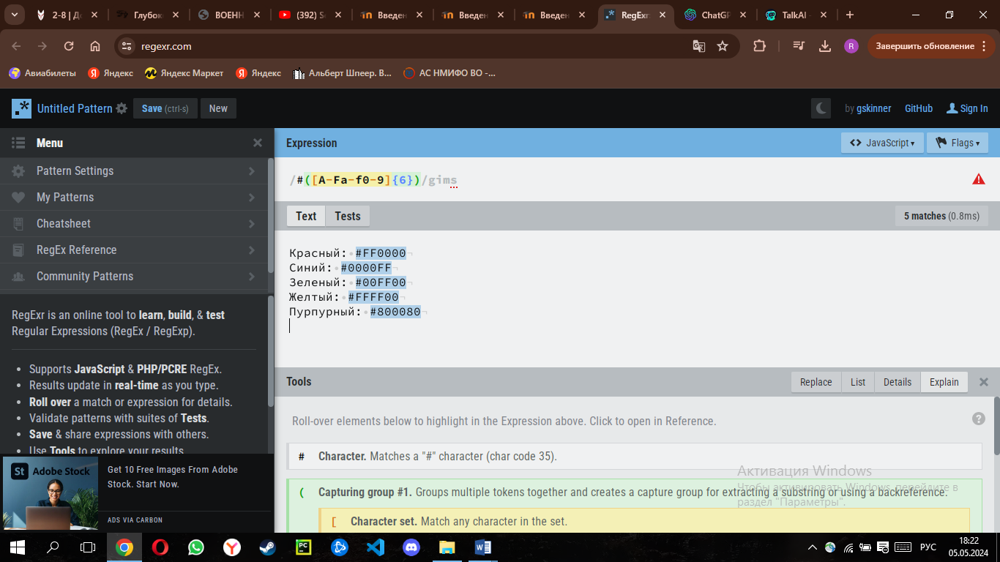 2-8 | Д
Глубок
ВОЕНН
(392) S
Введен
Введен
Введен
RegExr
ChatGP
TalkAI -
regexr.com
R
Завершить обновление
Авиабилеты
Яндекс
Яндекс Маркет
Яндекс
Альберт Шпеер. В...
АС НМИФО ВО -...
Untitled Pattern
Save (ctrl-s)
New
by gskinner
GitHub
Sign In
Menu
Pattern Settings
My Patterns
Cheatsheet
RegEx Reference
Community Patterns
RegExr is an online tool to learn, build, & test
Regular Expressions (RegEx / RegExp).
• Supports JavaScript & PHP/PCRE RegEx.
• Results update in real-time as you type.
• Roll over a match or expression for details.
• Validate patterns with suites of Tests.
• Save & share expressions with others.
• Use Tools to explore your results.
St Adobe Stock
Get 10 Free Images From Adobe
Stock. Start Now.
ADS VIA CARBON
Expression
JavaScript
Flags
/#([A-Fa-f0-9]{6})/gims
Text
Tests
5 matches (0.8ms)
Красный: #FF0000
Синий: #0000FF
Зеленый: #00FF00
Желтый: #FFFF00
Пурпурный: #800080
Tools
Replace
List
Details
Explain
Roll-over elements below to highlight in the Expression above. Click to open in Reference.
?
# Character. Matches a "#" character (char code 35).
( Capturing group #1. Groups multiple tokens together and creates a capture group for extracting a substring or using a backreference.
[ Character set. Match any character in the set.
Активация Windows
Чтобы активировать Windows, перейдите в
раздел "Параметры".
PC
W
РУС
18:22
05.05.2024